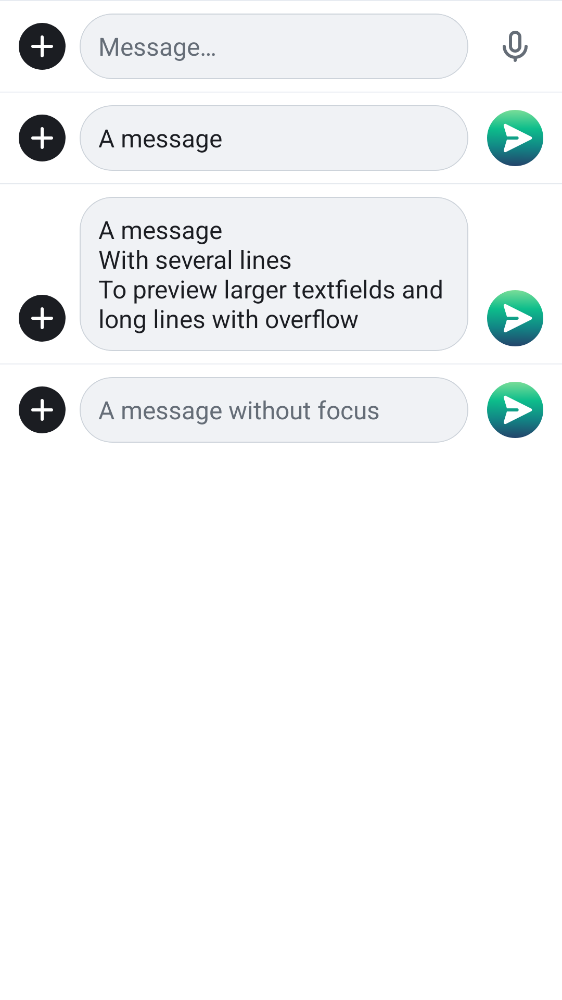 Message…
A message
A message
With several lines
To preview larger textfields and
long lines with overflow
A message without focus